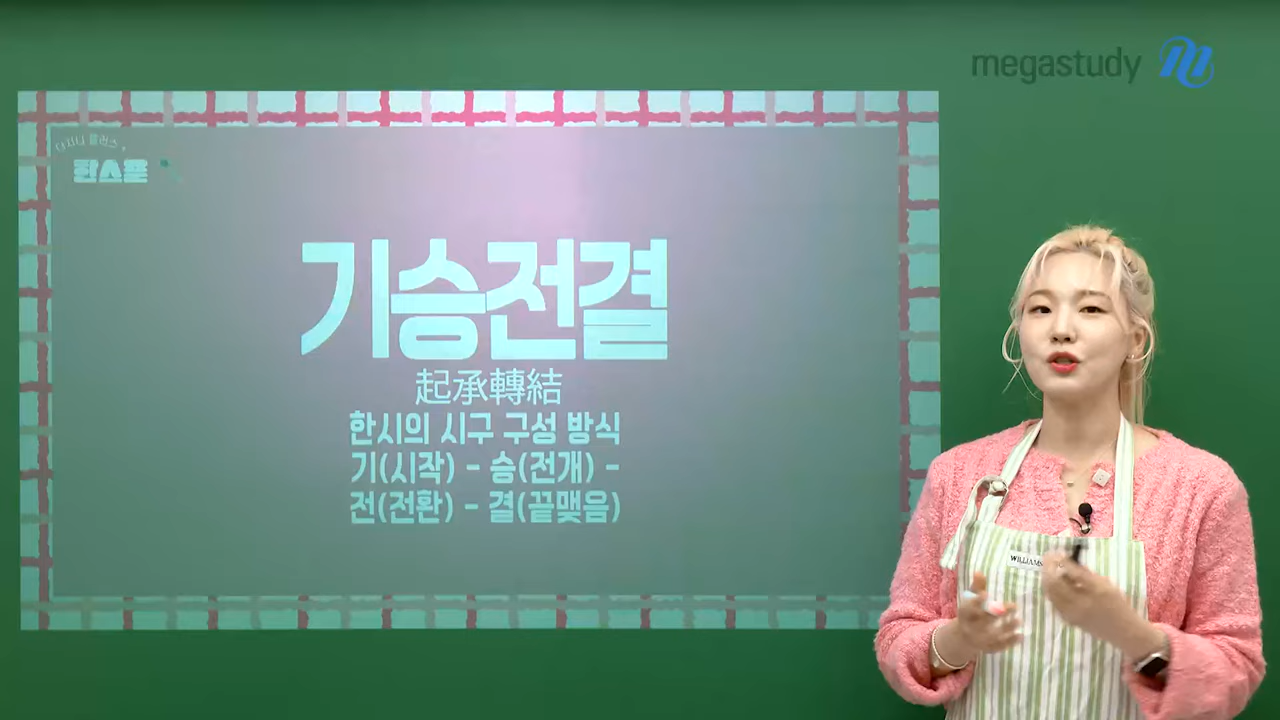 megastudy
기승전결
起承轉結
한시의 시구 구성 방식
기(시작) - 승(전개) -
전(전환) - 결(끝맺음)